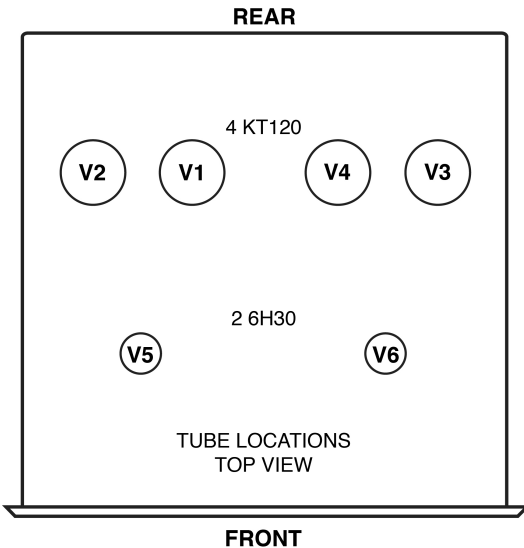 REAR
4 KT120
V2 V1 V4 V3
2 6H30
V5 V6
TUBE LOCATIONS
TOP VIEW
FRONT